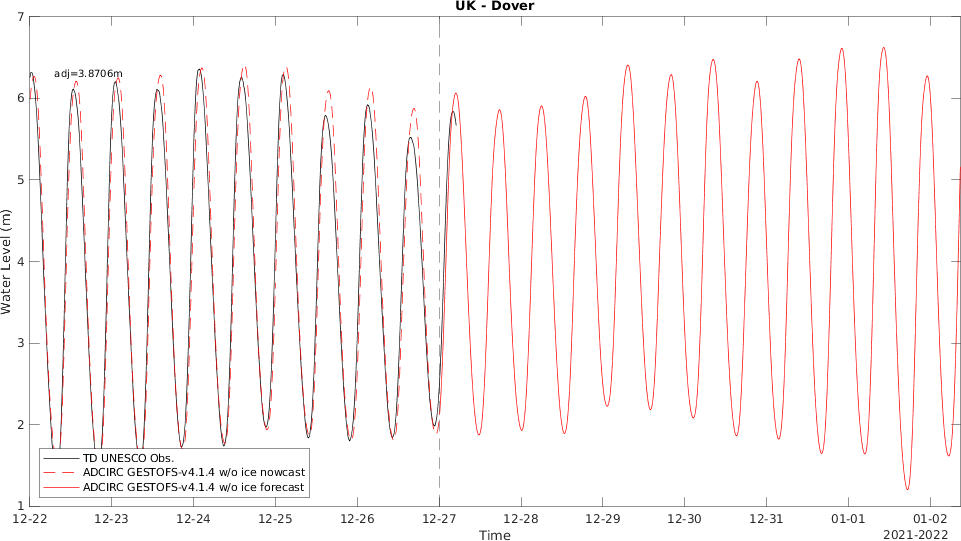 UK - Dover
7
adj=3.8706m
6
5
4
3
2
1
Water Level (m)
TD UNESCO Obs.
ADCIRC GESTOFS-v4.1.4 w/o ice nowcast
ADCIRC GESTOFS-v4.1.4 w/o ice forecast
12-22 12-23 12-24 12-25 12-26 12-27 12-28 12-29 12-30 12-31 01-01 01-02
Time
2021-2022